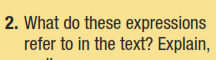 2. What do these expressions
refer to in the text? Explain,